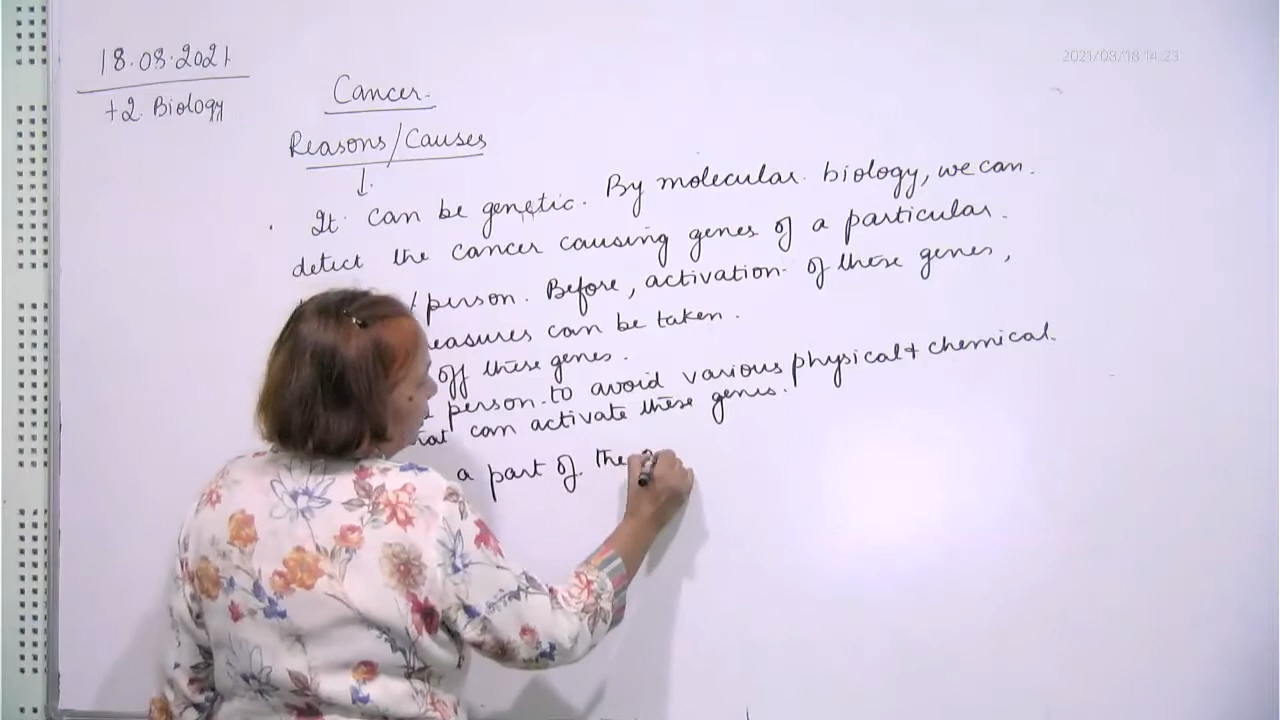 18.08.2021
+2 Biology
2021/08/18 14:23
Cancer.
Reasons/Causes
It can be genetic. By molecular biology, we can
detect the cancer causing genes of a particular
person. Before, activation of these genes,
can be taken.
off these genes.
person to avoid various physical + chemical
can activate these genes.
a part of the